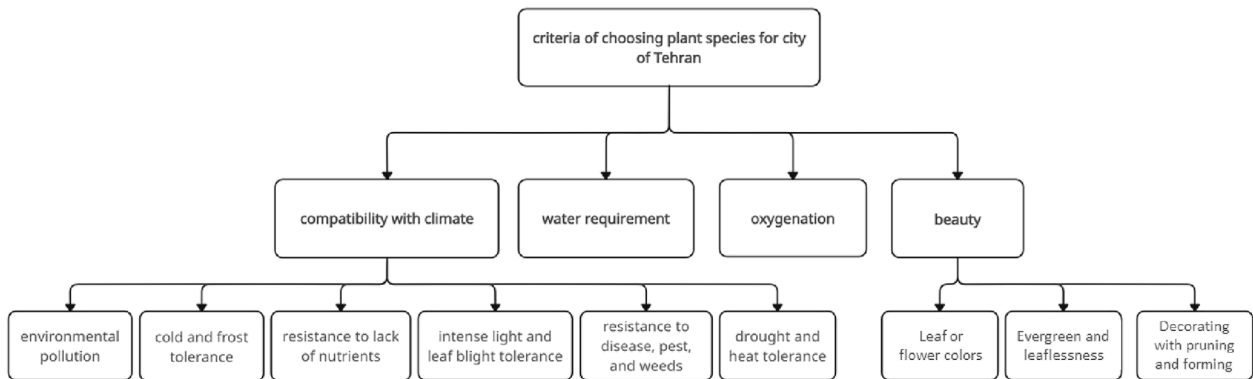 criteria of choosing plant species for city
of Tehran
compatibility with climate
water requirement
oxygenation
beauty
environmental
pollution
cold and frost
tolerance
resistance to lack
of nutrients
intense light and
leaf blight tolerance
resistance to
disease, pest,
and weeds
drought and
heat tolerance
Leaf or
flower colors
Evergreen and
leaflessness
Decorating
with pruning
and forming